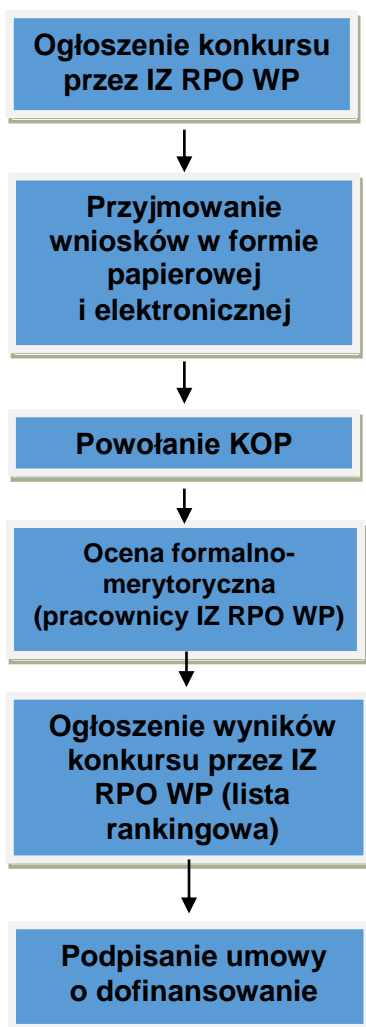 Ogłoszenie konkursu
przez IZ RPO WP
Przyjmowanie
wniosków w formie
papierowej
i elektronicznej
Powołanie KOP
Ocena formalno-
merytoryczna
(pracownicy IZ RPO WP)
Ogłoszenie wyników
konkursu przez IZ
RPO WP (lista
rankingowa)
Podpisanie umowy
o dofinansowanie